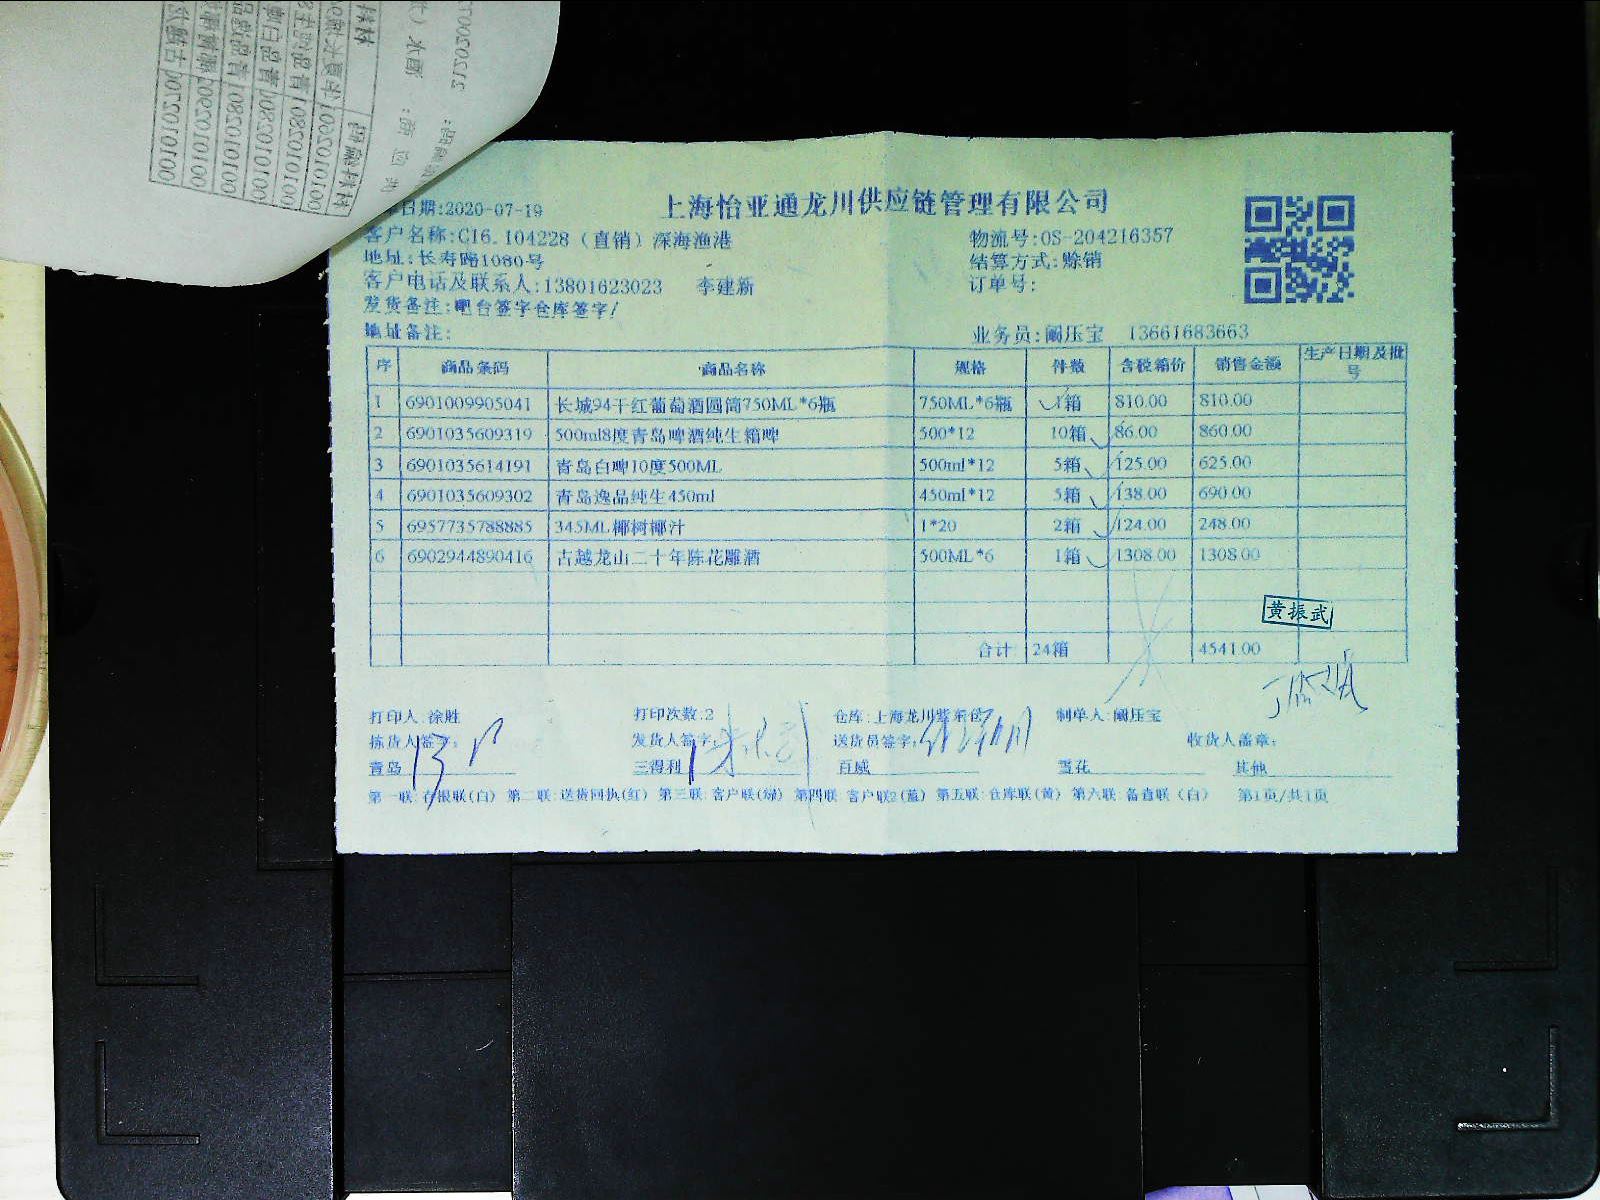 上海怡亚通龙川供应链管理有限公司
日期:2020-07-19
客户名称:C16.104228（直销）深海渔港
物流号:OS-204216357
地址:长寿路1080号
结算方式:赊销
客户电话及联系人:13801623023 李建新
订单号:
发货备注:吧台签字仓库签字/
地址备注:
业务员:阚压宝 13661683663
序 商品条码 商品名称 规格 件数 含税箱价 销售金额 生产日期及批号
1 6901009905041 长城94干红葡萄酒圆筒750ML*6瓶 750ML*6瓶 1箱 810.00 810.00
2 6901035609319 500ml8度青岛啤酒纯生箱啤 500*12 10箱 86.00 860.00
3 6901035614191 青岛白啤10度500ML 500ml*12 5箱 125.00 625.00
4 6901035609302 青岛逸品纯生450ml 450ml*12 5箱 138.00 690.00
5 6957735788885 345ML椰树椰汁 1*20 2箱 124.00 248.00
6 6902944890416 古越龙山二十年陈花雕酒 500ML*6 1箱 1308.00 1308.00
黄振武
合计 24箱 4541.00
打印人:徐胜 打印次数:2 仓库:上海龙川紫东仓 制单人:阚压宝
拣货人签字: 发货人签字: 送货员签字: 收货人盖章:
青岛 三得利 百威 雪花 其他
第一联:存根联(白) 第二联:送货回执(红) 第三联:客户联(绿) 第四联:客户联2(蓝) 第五联:仓库联(黄) 第六联:备查联(白) 第1页/共1页